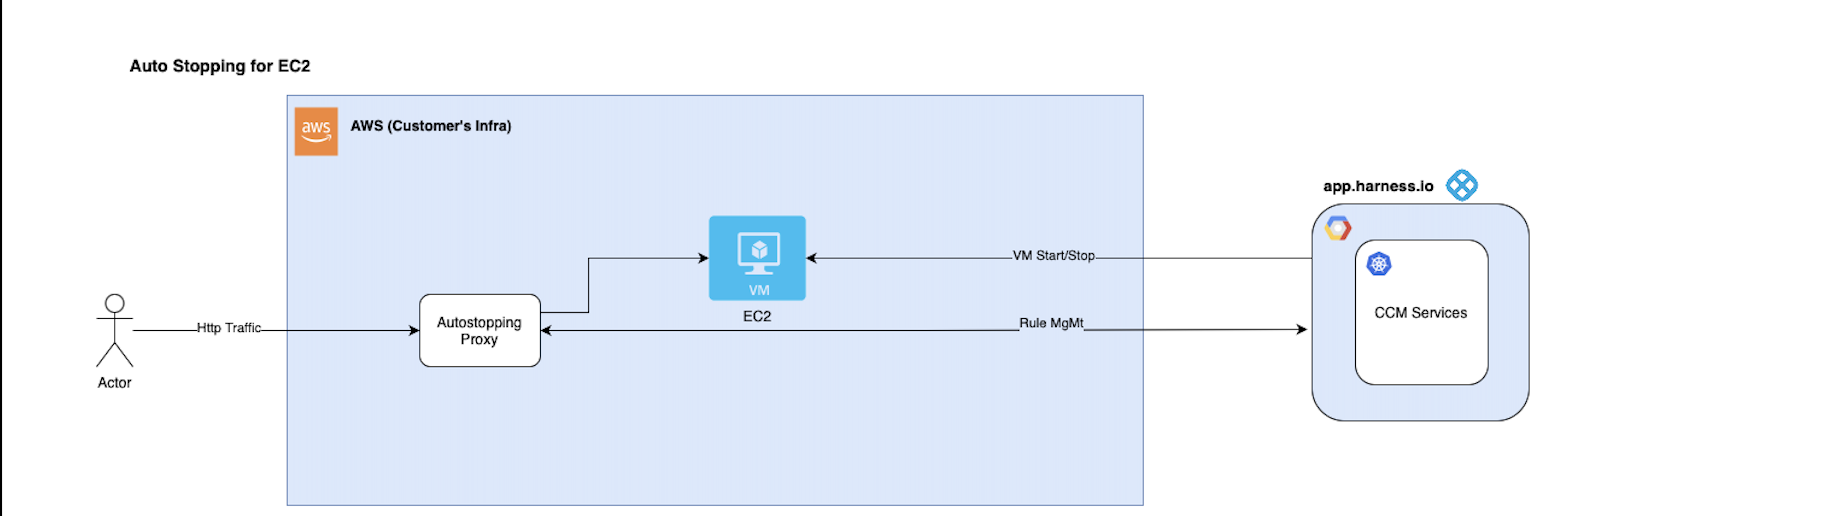 Auto Stopping for EC2
aws
AWS (Customer's Infra)
app.harness.io
VM Start/Stop
VM
CCM Services
EC2
Http Traffic
Autostopping
Proxy
Rule MgMt
Actor